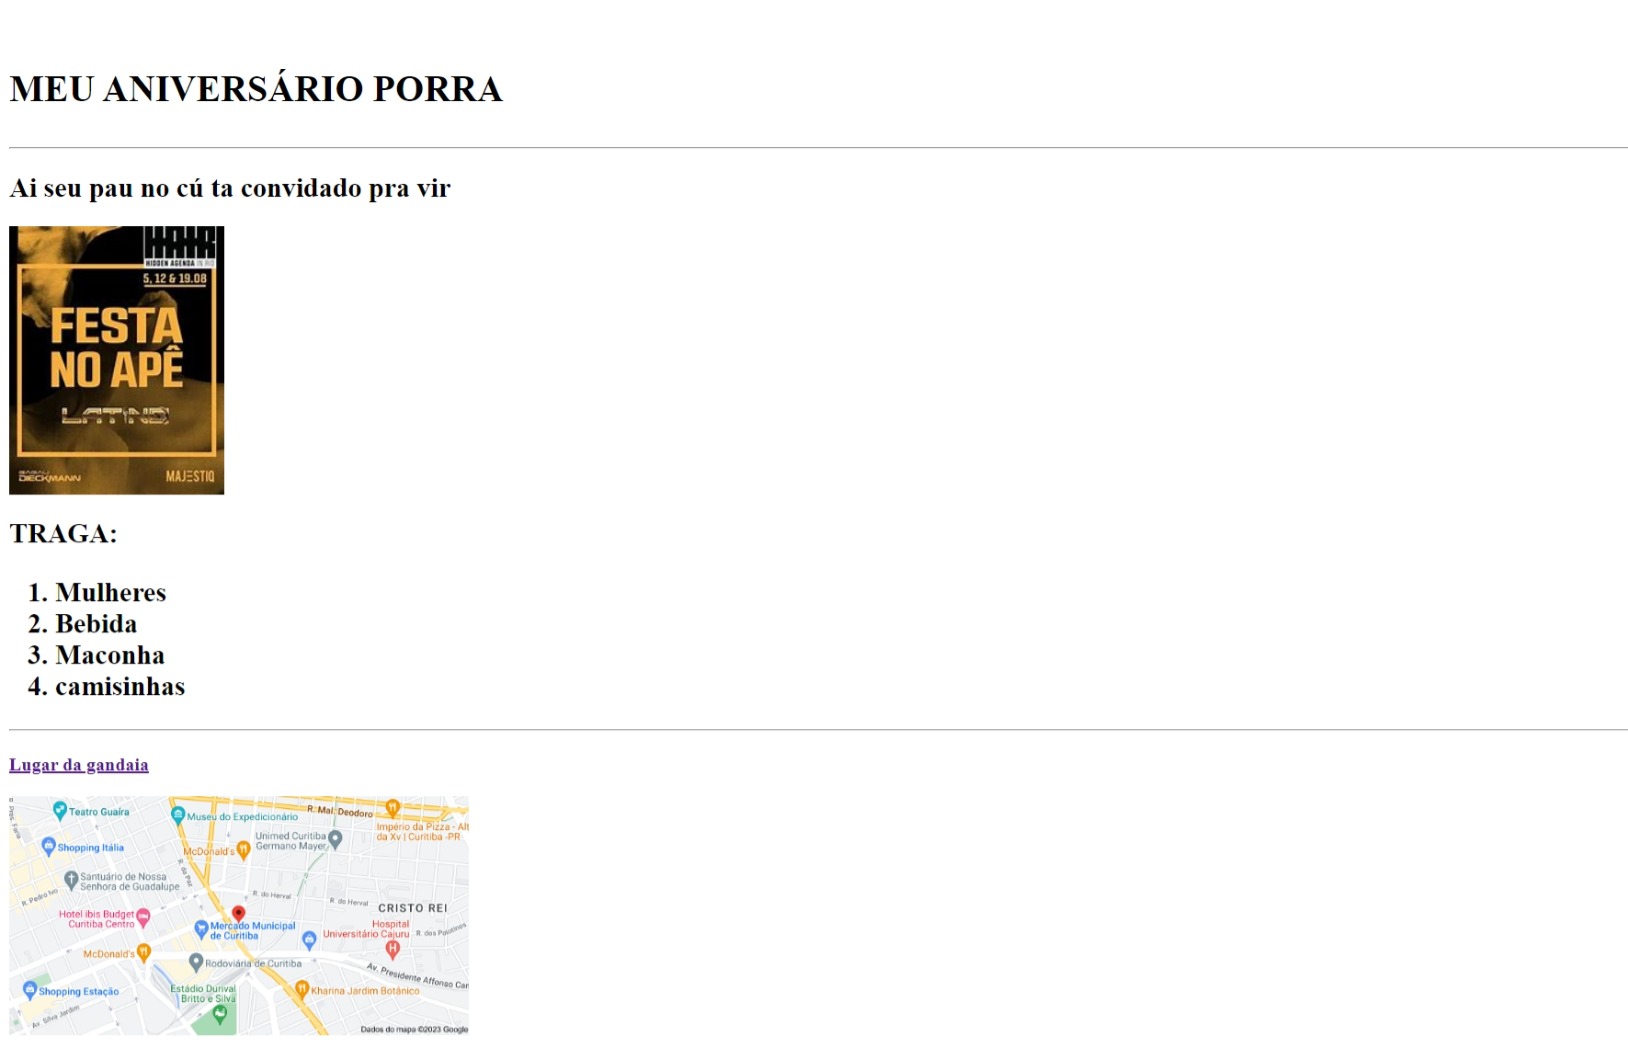 MEU ANIVERSÁRIO PORRA
Ai seu pau no cú ta convidado pra vir
HAIR
HIDDEN AGENDA IN RIO
5, 12 & 19.08
FESTA
NO APÊ
LATINO
DIECKMANN
MAJESTIQ
TRAGA:
1. Mulheres
2. Bebida
3. Maconha
4. camisinhas
Lugar da gandaia
R. Mal. Deodoro
Teatro Guaíra
Museu do Expedicionário
Império da Pizza - Alt
da Xv | Curitiba -PR
Unimed Curitiba
Germano Mayer
Shopping Itália
McDonald's
R. da Paz
Santuário de Nossa
Senhora de Guadalupe
R. Pedro Ivo
R. do Herval
R. do Herval
CRISTO REI
Hotel ibis Budget
Curitiba Centro
Mercado Municipal
de Curitiba
Hospital
Universitário Cajuru
R. dos Polotinos
McDonald's
Rodoviária de Curitiba
Av. Presidente Affonso Cam
Shopping Estação
Estádio Durival
Britto e Silva
Kharina Jardim Botânico
Av. Silva Jardim
Dados do mapa ©2023 Google